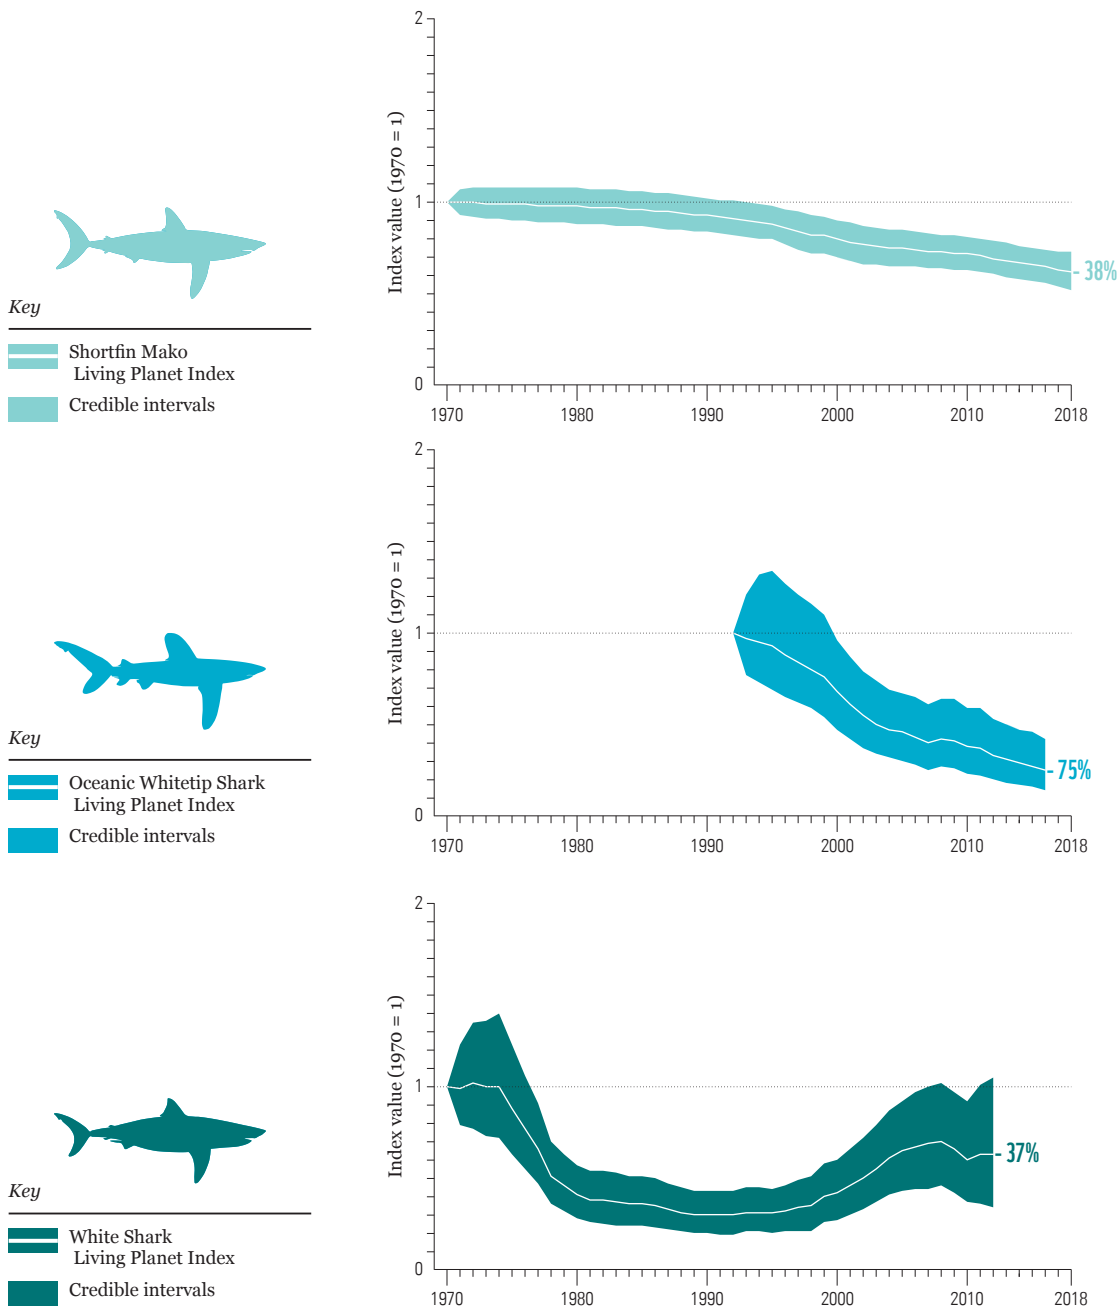 2
Index value (1970 = 1)
1
- 38%
Key
Shortfin Mako
Living Planet Index
Credible intervals
0
1970 1980 1990 2000 2010 2018
2
Index value (1970 = 1)
1
Key
- 75%
Oceanic Whitetip Shark
Living Planet Index
Credible intervals
0
1970 1980 1990 2000 2010 2018
2
Index value (1970 = 1)
1
- 37%
Key
White Shark
Living Planet Index
Credible intervals
0
1970 1980 1990 2000 2010 2018